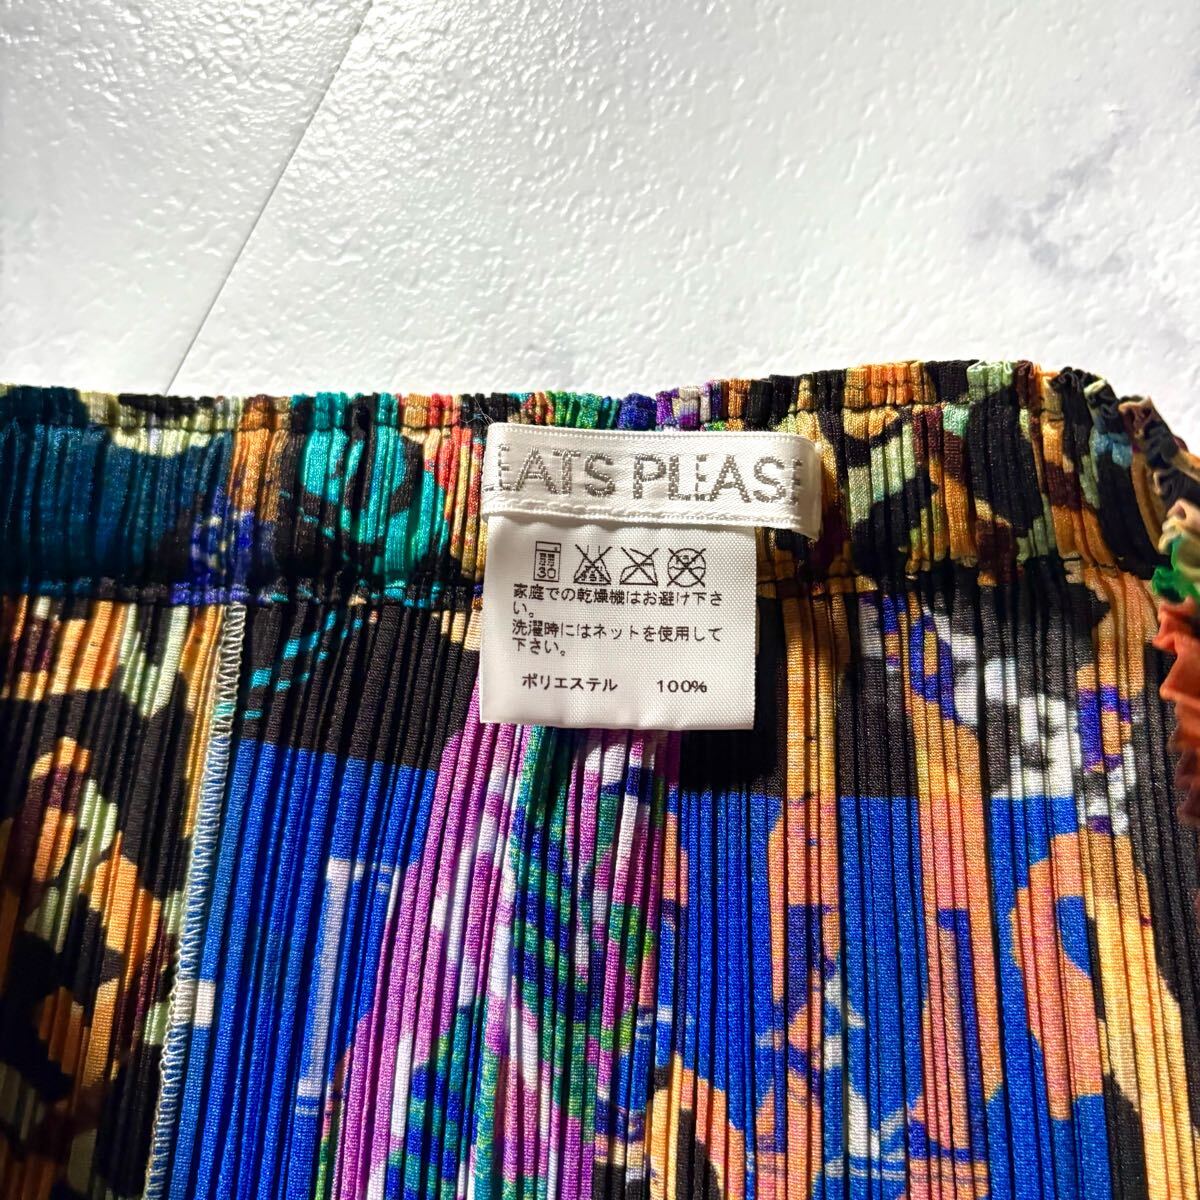 LEATS PLEASE
弱
30
家庭での乾燥機はお避け下さ
い。
洗濯時にはネットを使用して
下さい。
ポリエステル 100%